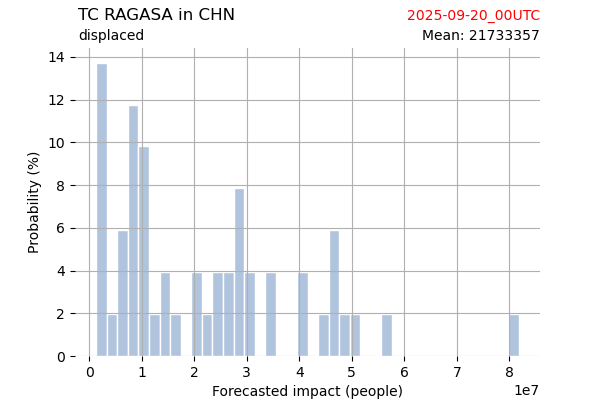 TC RAGASA in CHN
2025-09-20_00UTC
displaced
Mean: 21733357
14
12
10
8
6
4
2
0
Probability (%)
0 1 2 3 4 5 6 7 8
1e7
Forecasted impact (people)